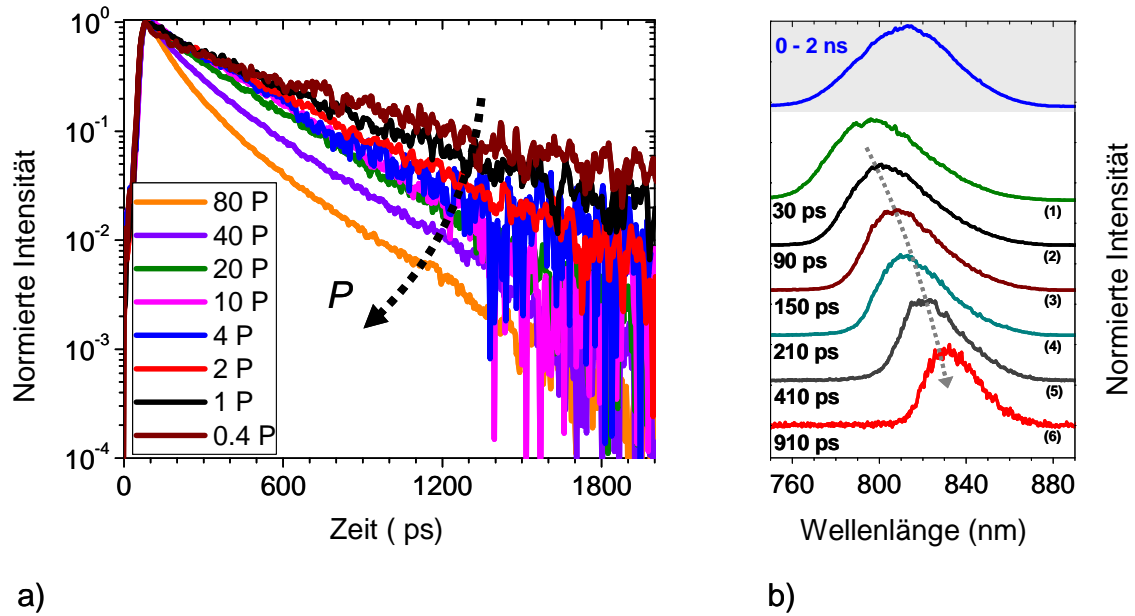 Normierte Intensität
10⁰
10⁻¹
10⁻²
10⁻³
10⁻⁴
80 P
40 P
20 P
10 P
4 P
2 P
1 P
0.4 P
P
0
600
1200
1800
Zeit ( ps)
a)
0 - 2 ns
30 ps
(1)
90 ps
(2)
150 ps
(3)
210 ps
(4)
410 ps
(5)
910 ps
(6)
760
800
840
880
Wellenlänge (nm)
Normierte Intensität
b)